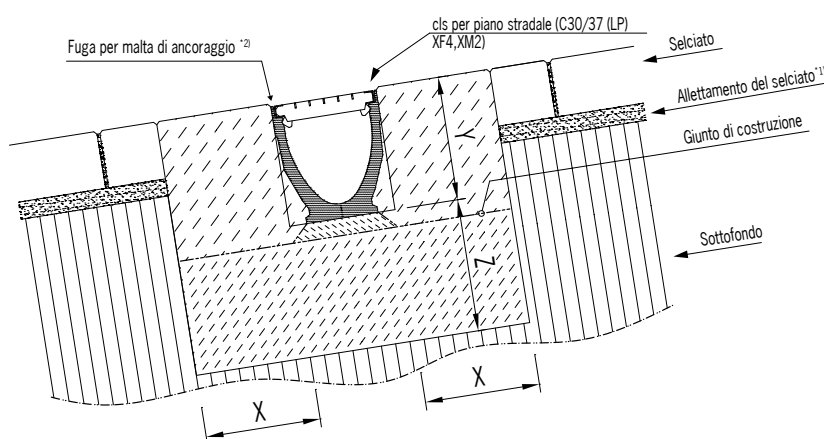 cls per piano stradale (C30/37 (LP)
XF4,XM2)
Fuga per malta di ancoraggio *2)
Selciato
Allettamento del selciato*1)
Giunto di costruzione
Y
Z
Sottofondo
X
X